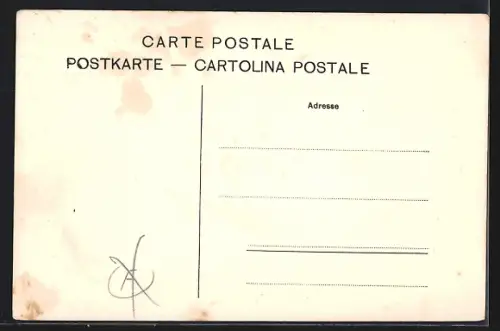 CARTE POSTALE
POSTKARTE — CARTOLINA POSTALE
Adresse